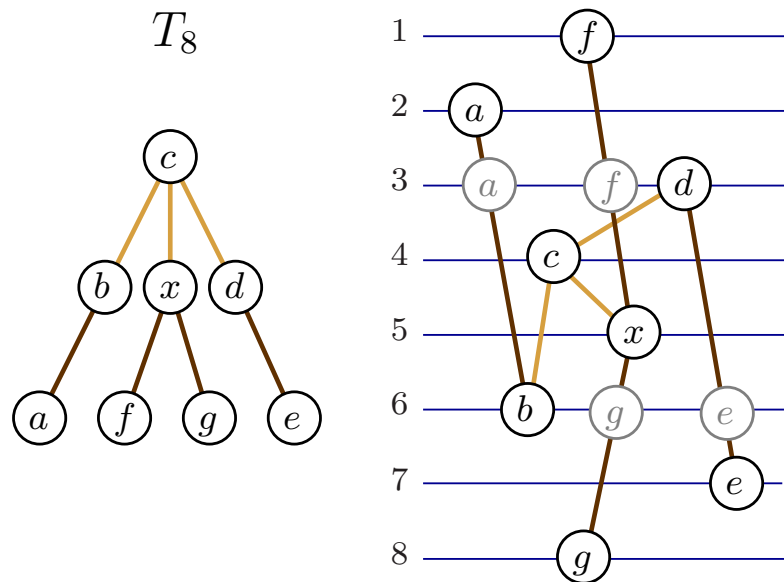 T₈
c
b x d
a f g e
1 f
2 a
3 a f d
4 c
5 x
6 b g e
7 e
8 g